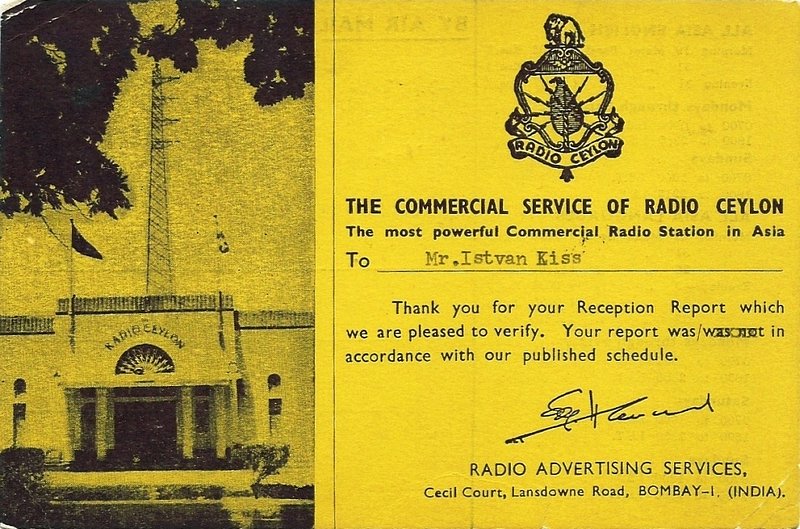 RADIO CEYLON
RADIO CEYLON
THE COMMERCIAL SERVICE OF RADIO CEYLON
The most powerful Commercial Radio Station in Asia
To Mr.Istvan Kiss
Thank you for your Reception Report which
we are pleased to verify. Your report was/was not in
accordance with our published schedule.
RADIO ADVERTISING SERVICES,
Cecil Court, Lansdowne Road, BOMBAY-1. (INDIA).